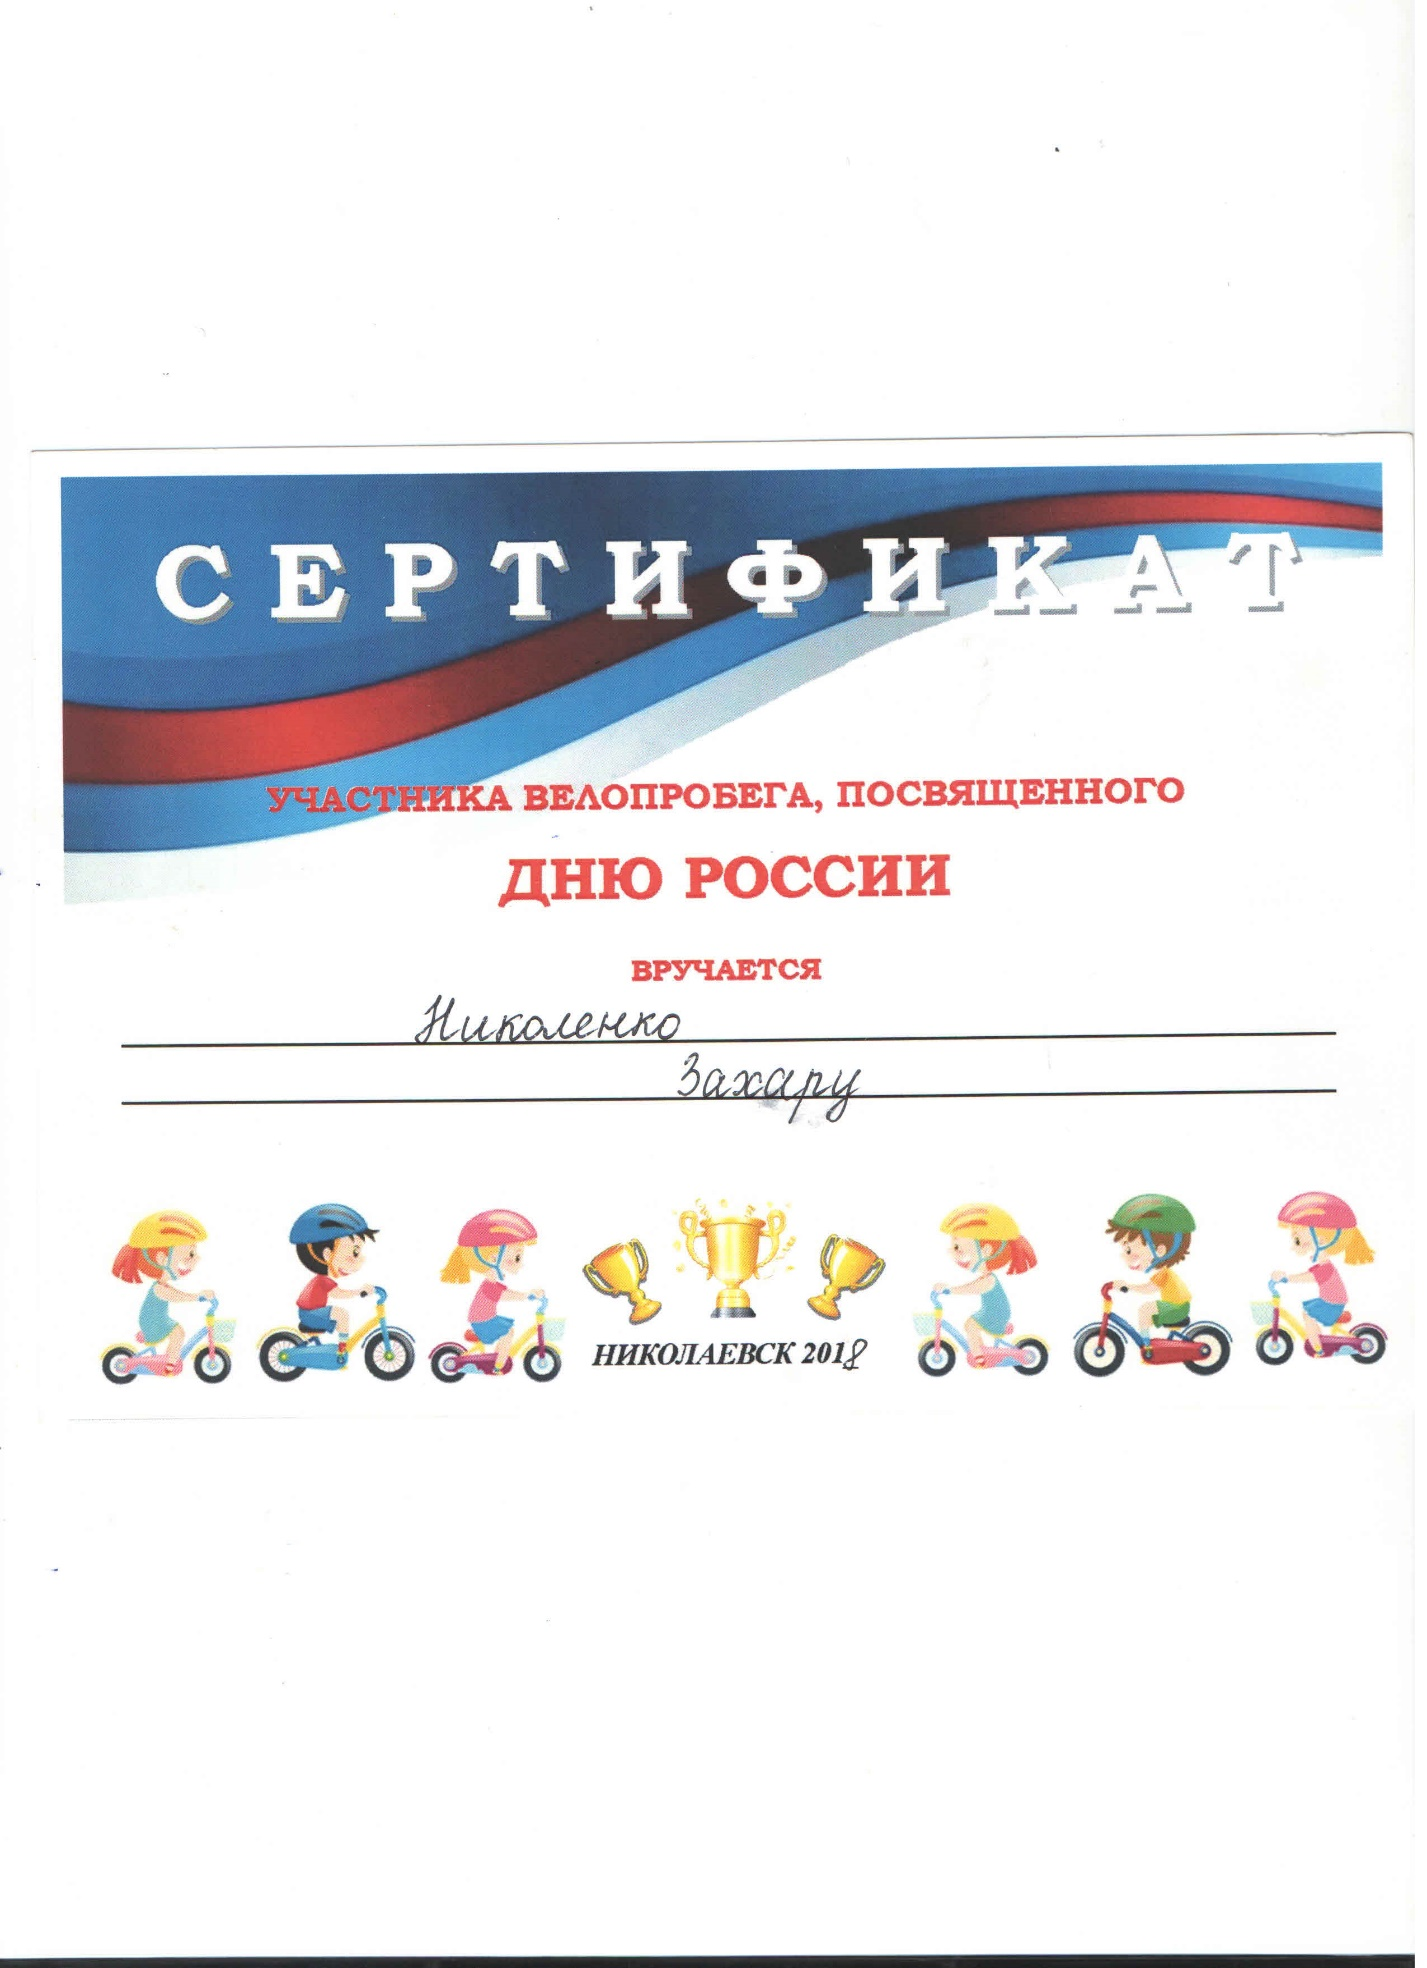 СЕРТИФИКАТ
УЧАСТНИКА ВЕЛОПРОБЕГА, ПОСВЯЩЕННОГО
ДНЮ РОССИИ
ВРУЧАЕТСЯ
Николенко
Захару
НИКОЛАЕВСК 2018